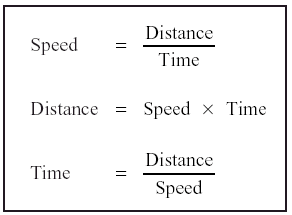 Speed = Distance / Time
Distance = Speed × Time
Time = Distance / Speed